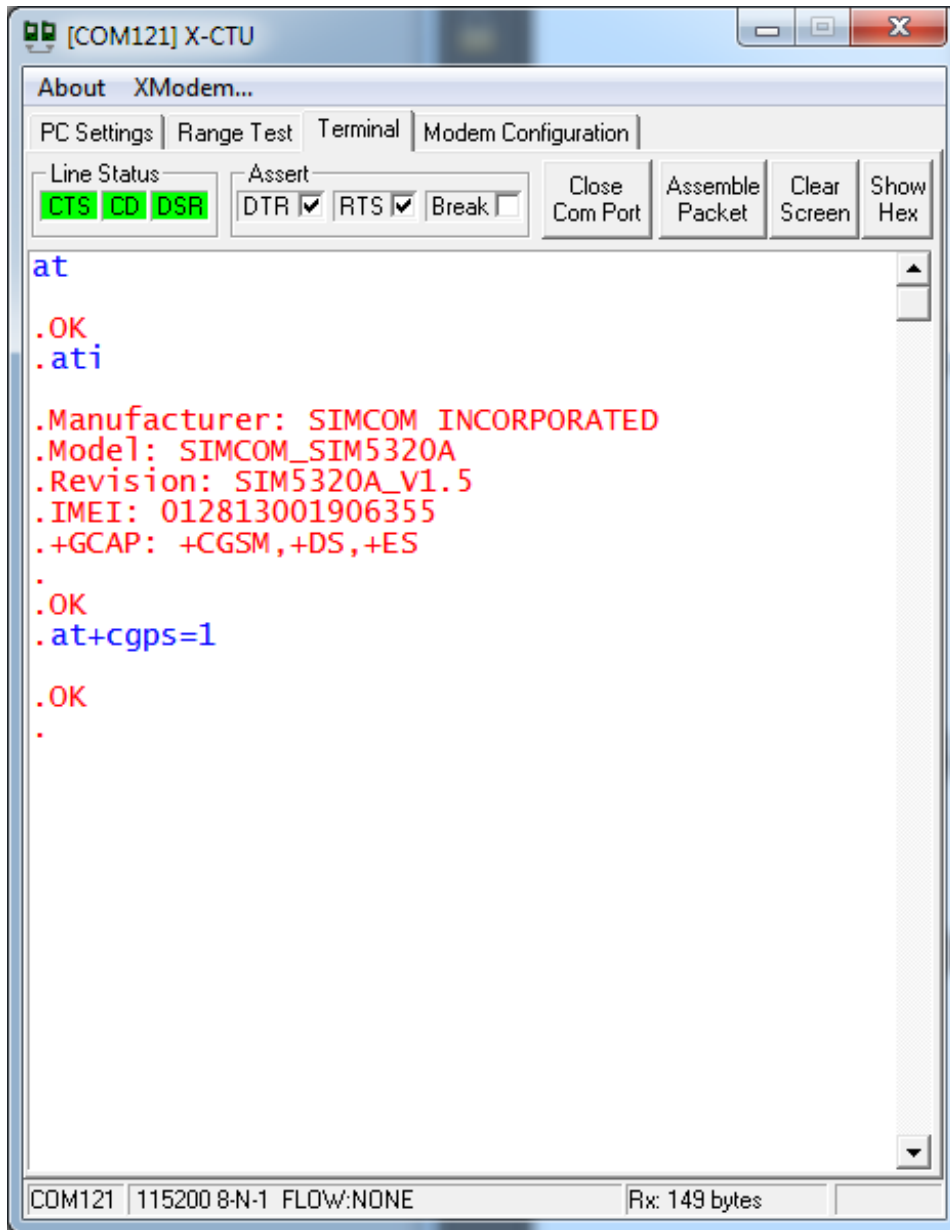 [COM121] X-CTU
About XModem...
PC Settings Range Test Terminal Modem Configuration
Line Status
CTS CD DSR
Assert
DTR RTS Break
Close Com Port
Assemble Packet
Clear Screen
Show Hex
at
.OK
.ati
.Manufacturer: SIMCOM INCORPORATED
.Model: SIMCOM_SIM5320A
.Revision: SIM5320A_V1.5
.IMEI: 012813001906355
.+GCAP: +CGSM,+DS,+ES
.
.OK
.at+cgps=1
.OK
.
COM121 115200 8-N-1 FLOW:NONE Rx: 149 bytes